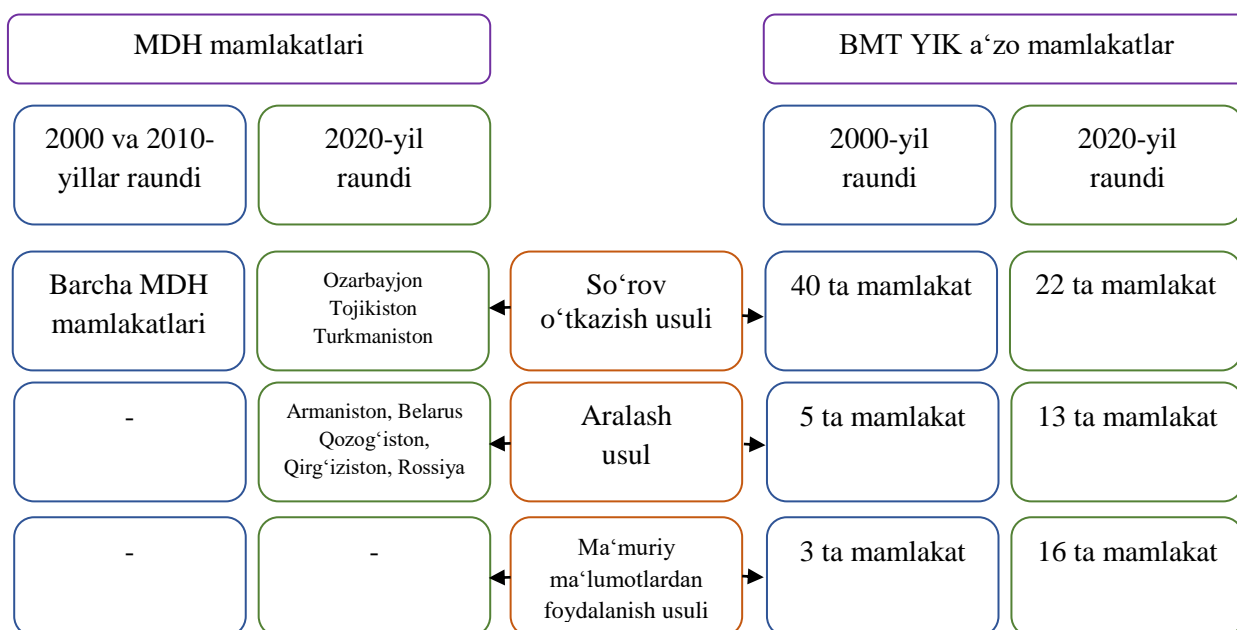 MDH mamlakatlari
BMT YIK a‘zo mamlakatlar
2000 va 2010-
yillar raundi
2020-yil
raundi
2000-yil
raundi
2020-yil
raundi
Barcha MDH
mamlakatlari
Ozarbayjon
Tojikiston
Turkmaniston
So‘rov
o‘tkazish usuli
40 ta mamlakat
22 ta mamlakat
-
Armaniston, Belarus
Qozog‘iston,
Qirg‘iziston, Rossiya
Aralash
usul
5 ta mamlakat
13 ta mamlakat
-
-
Ma‘muriy
ma‘lumotlardan
foydalanish usuli
3 ta mamlakat
16 ta mamlakat